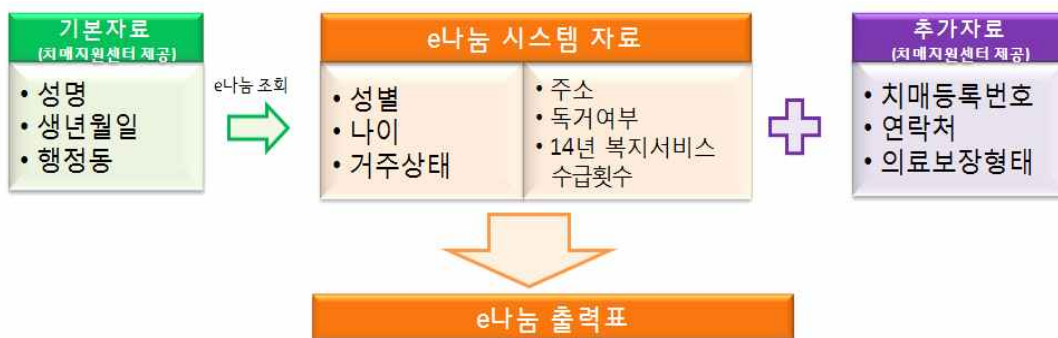 기본자료
(치매지원센터 제공)
• 성명
• 생년월일
• 행정동
e나눔 조회
e나눔 시스템 자료
• 성별
• 나이
• 거주상태
• 주소
• 독거여부
• 14년 복지서비스
수급횟수
추가자료
(치매지원센터 제공)
• 치매등록번호
• 연락처
• 의료보장형태
e나눔 출력표